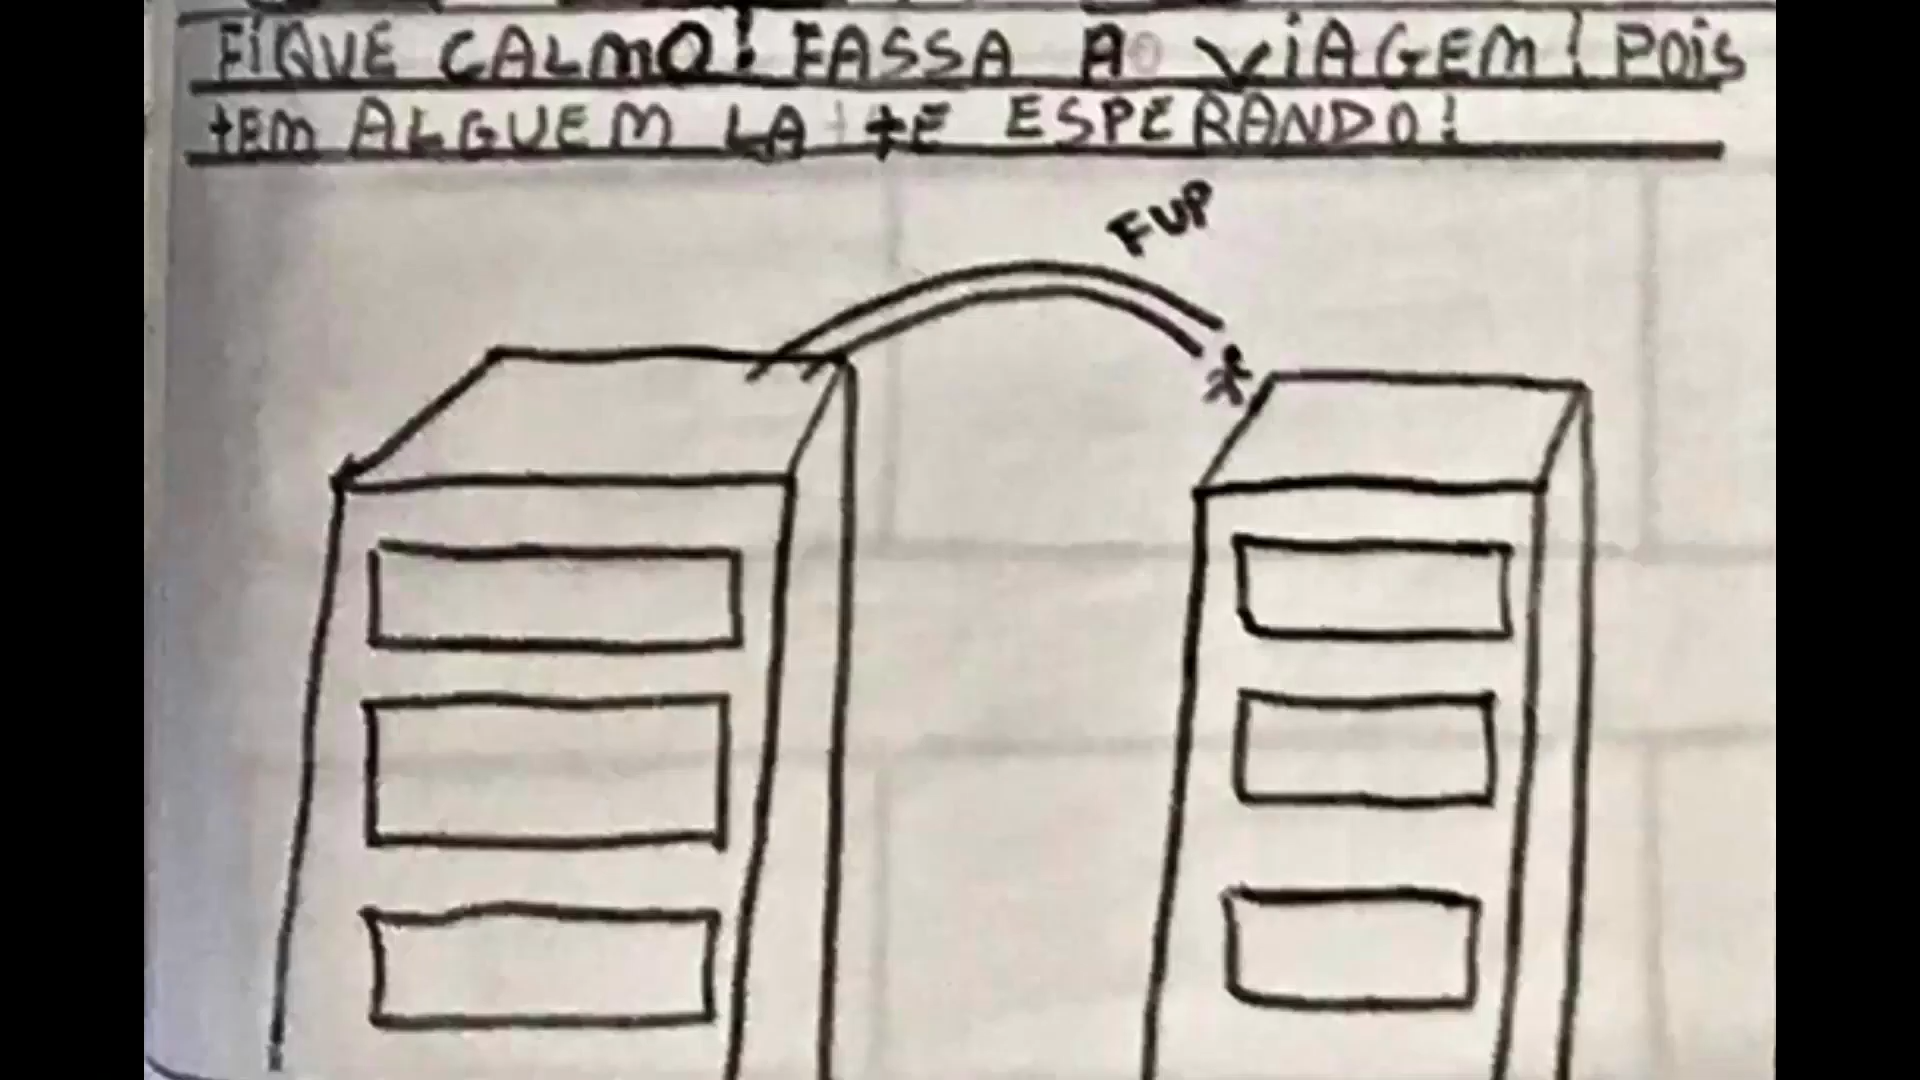 FIQUE CALMO! FASSA A VIAGEM! POIS
tEM ALGUEM LA tE ESPERANDO!
FUP